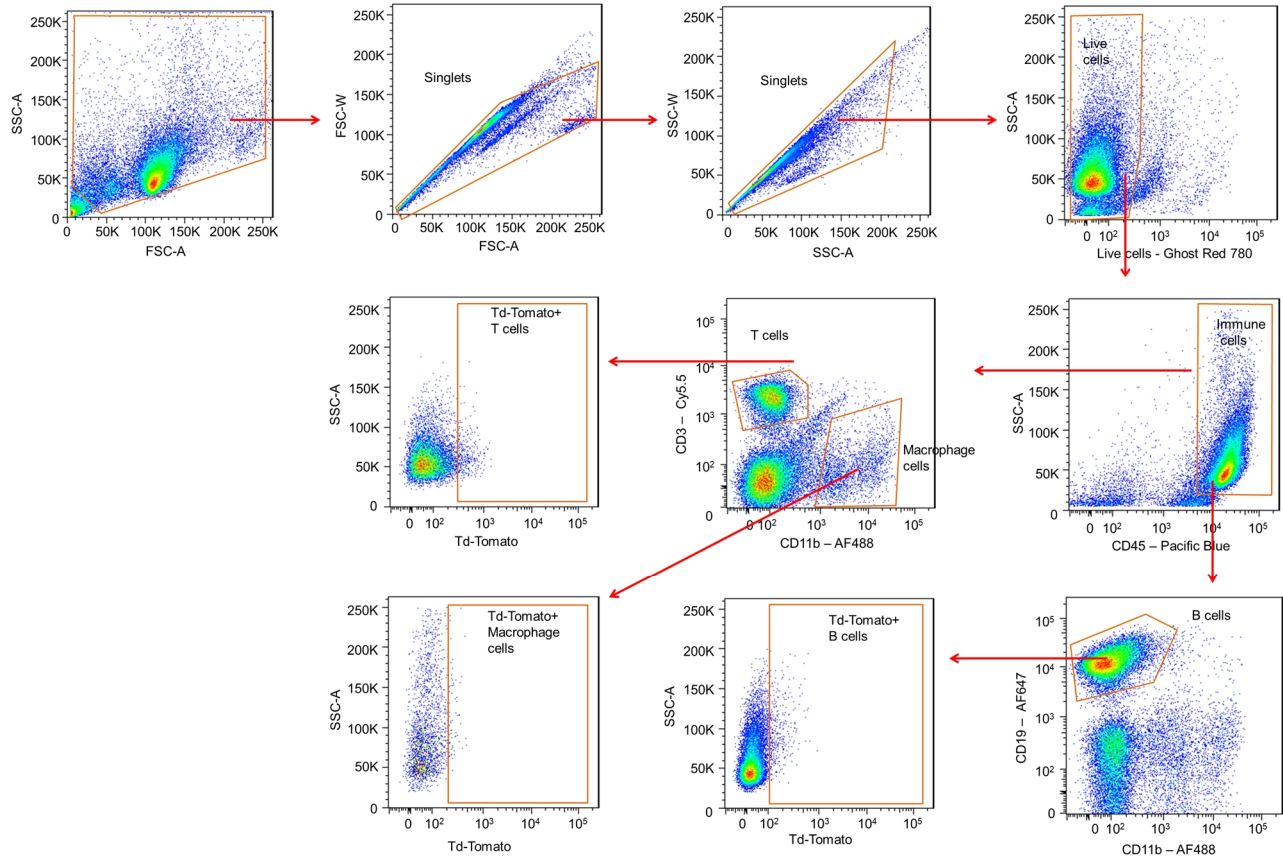 250K
200K
150K
100K
50K
0
SSC-A
0 50K 100K 150K 200K 250K
FSC-A
250K
200K
150K
100K
50K
0
FSC-W
Singlets
0 50K 100K 150K 200K 250K
FSC-A
250K
200K
150K
100K
50K
0
SSC-W
Singlets
0 50K 100K 150K 200K 250K
SSC-A
250K
200K
150K
100K
50K
0
SSC-A
Live
cells
0 10² 10³ 10⁴ 10⁵
Live cells - Ghost Red 780
250K
200K
150K
100K
50K
0
SSC-A
Td-Tomato+
T cells
0 10² 10³ 10⁴ 10⁵
Td-Tomato
10⁵
10⁴
10³
10²
0
CD3 – Cy5.5
T cells
Macrophage
cells
0 10² 10³ 10⁴ 10⁵
CD11b – AF488
250K
200K
150K
100K
50K
0
SSC-A
Immune
cells
0 10² 10³ 10⁴ 10⁵
CD45 – Pacific Blue
250K
200K
150K
100K
50K
0
SSC-A
Td-Tomato+
Macrophage
cells
0 10² 10³ 10⁴ 10⁵
Td-Tomato
250K
200K
150K
100K
50K
0
SSC-A
Td-Tomato+
B cells
0 10² 10³ 10⁴ 10⁵
Td-Tomato
10⁵
10⁴
10³
10²
0
CD19 – AF647
B cells
0 10² 10³ 10⁴ 10⁵
CD11b – AF488